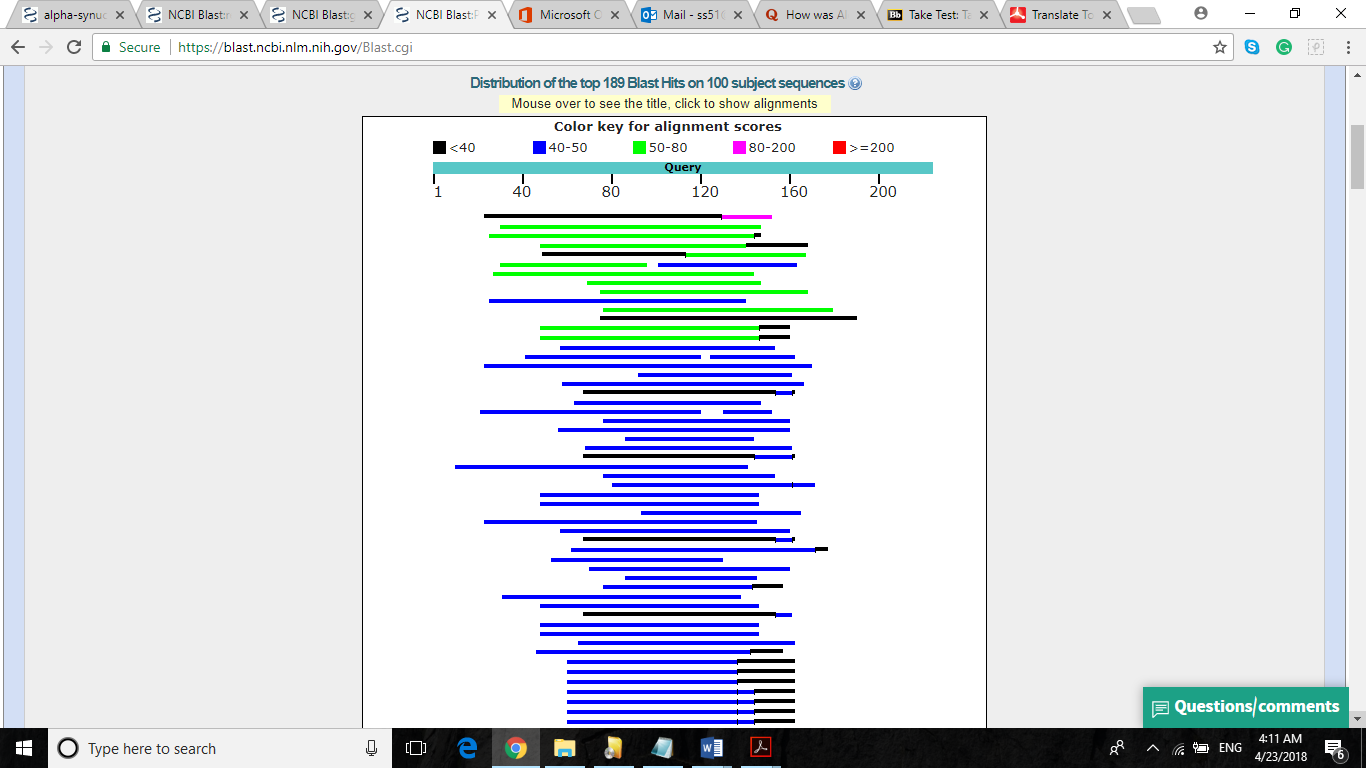 alpha-synuc
NCBI Blast:r
NCBI Blast:g
NCBI Blast:P
Microsoft O
Mail - ss51
How was A
Bb Take Test: Ta
Translate To
Secure https://blast.ncbi.nlm.nih.gov/Blast.cgi
Distribution of the top 189 Blast Hits on 100 subject sequences ?
Mouse over to see the title, click to show alignments
Color key for alignment scores
<40 40-50 50-80 80-200 >=200
Query
1 40 80 120 160 200
Questions/comments
Type here to search
ENG
4:11 AM
4/23/2018
6